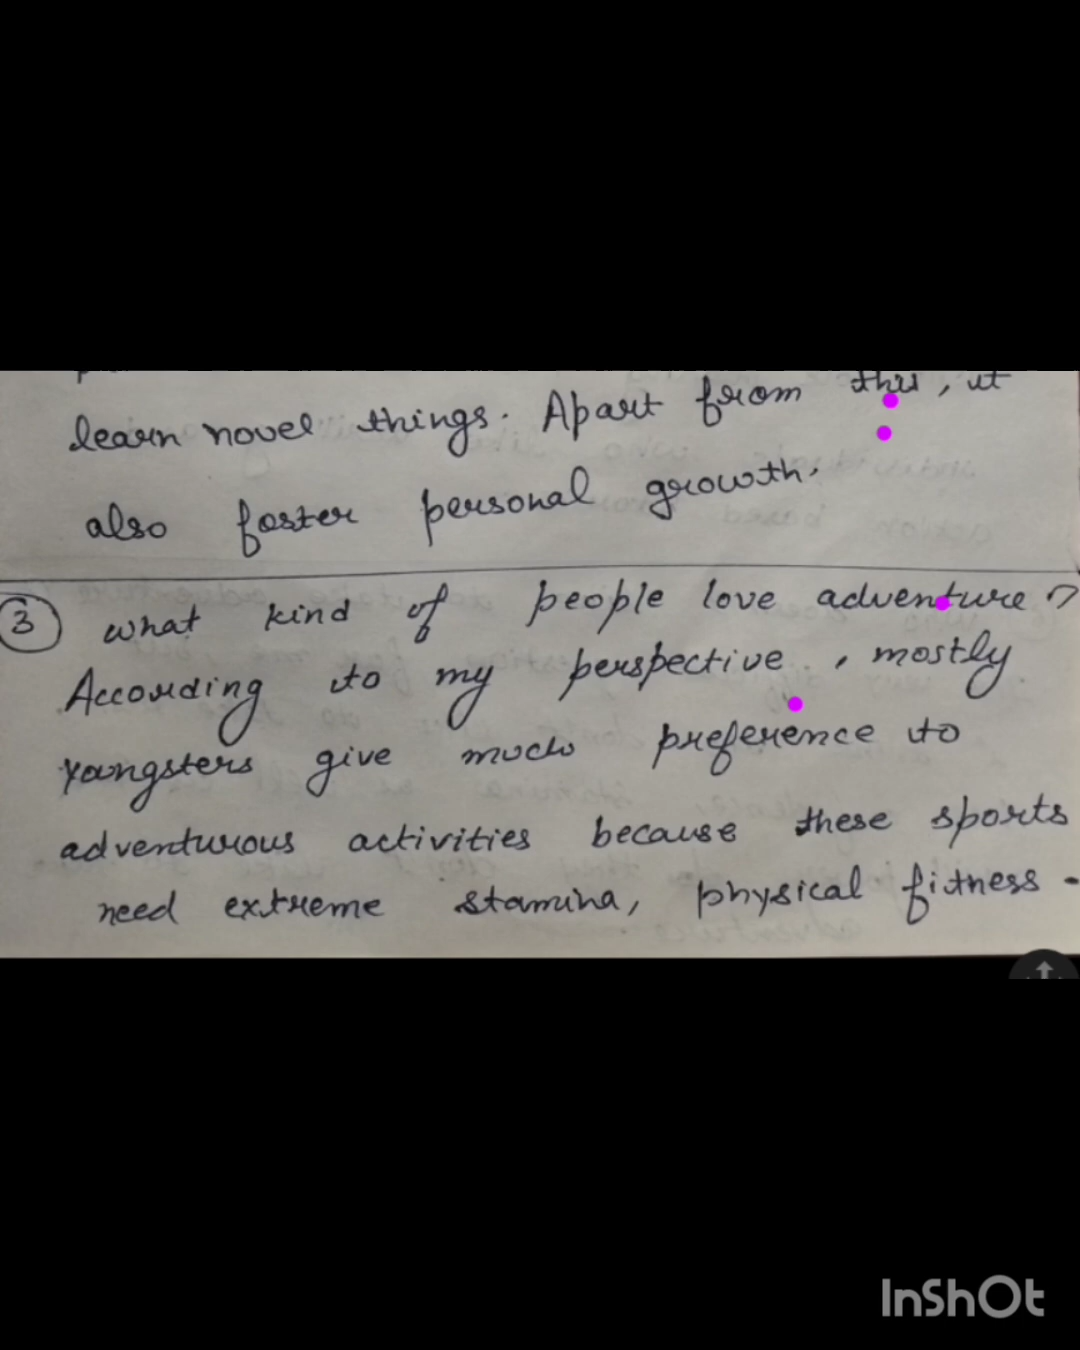 learn novel things. Apart from this, it
also foster personal growth.
3 what kind of people love adventure?
According to my perspective, mostly
youngsters give much preference to
adventurous activities because these sports
need extreme stamina, physical fitness.
InShOt